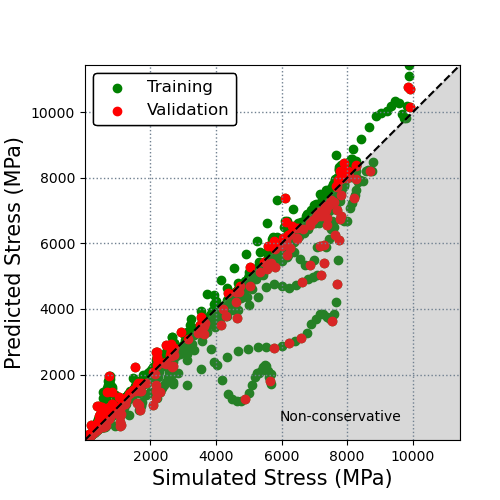 Training
Validation
10000
8000
6000
4000
2000
Predicted Stress (MPa)
Non-conservative
2000 4000 6000 8000 10000
Simulated Stress (MPa)